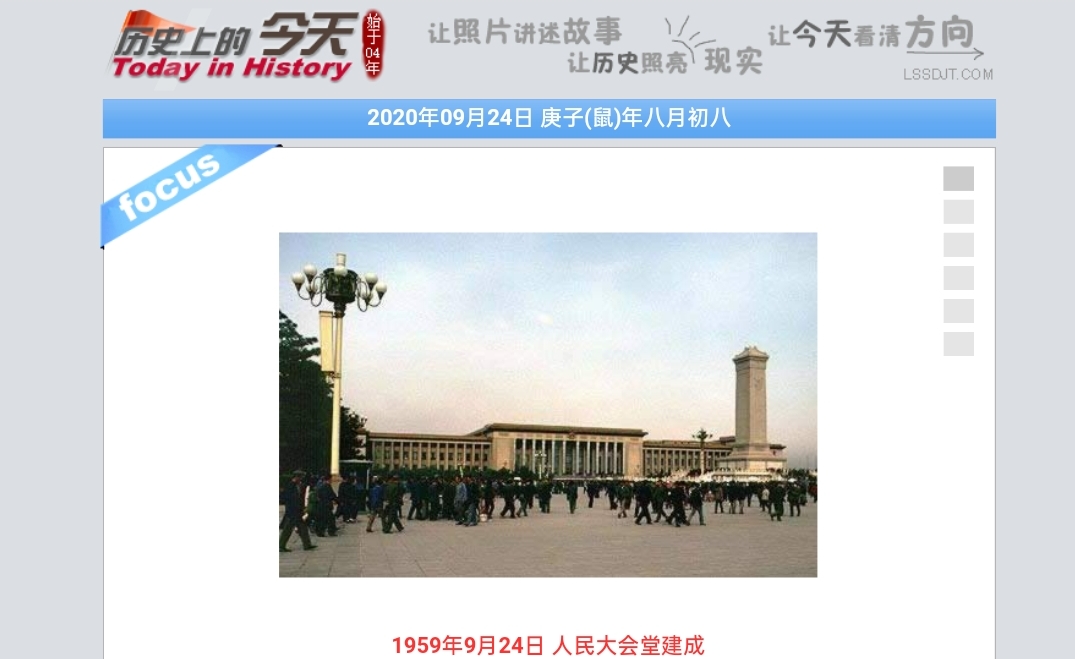 历史上的今天
始于04年
Today in History
让照片讲述故事
让历史照亮现实
让今天看清方向
LSSDJT.COM
2020年09月24日 庚子(鼠)年八月初八
focus
1959年9月24日 人民大会堂建成